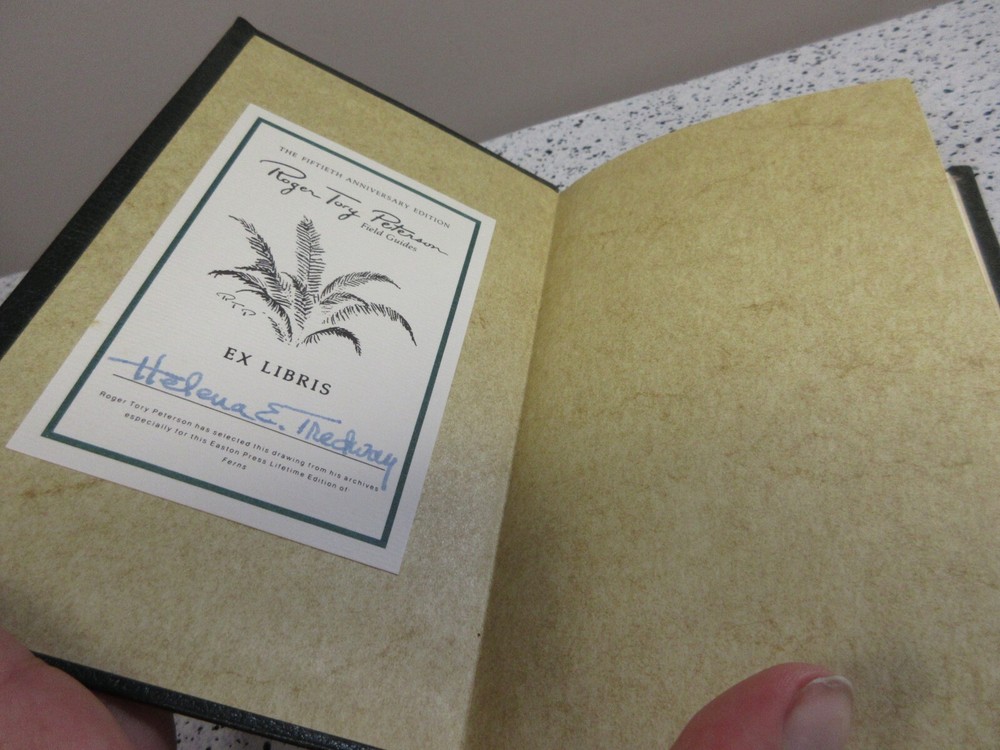 THE FIFTIETH ANNIVERSARY EDITION
Roger Tory Peterson
Field Guides
R.T.P.
EX LIBRIS
Helena E. Tredway
Roger Tory Peterson has selected this drawing from his archives
especially for this Easton Press Lifetime Edition of
Ferns